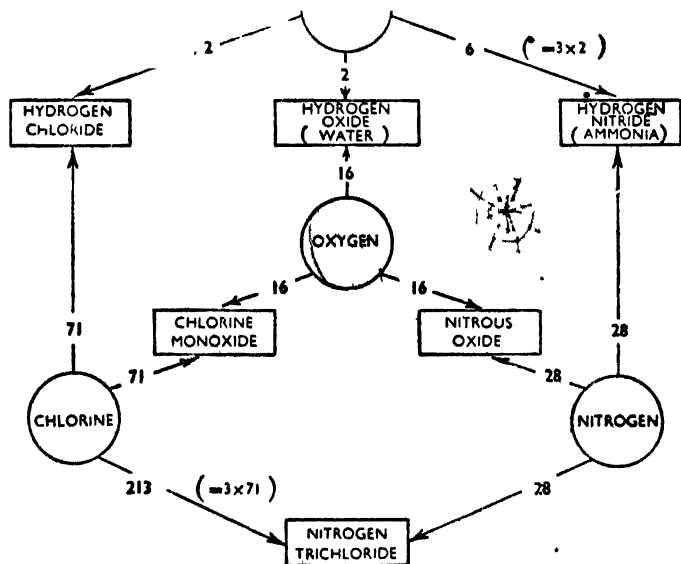 2
6 (=3×2)
2
HYDROGEN
CHLORIDE
HYDROGEN
OXIDE
(WATER)
HYDROGEN
NITRIDE
(AMMONIA)
16
OXYGEN
16
16
CHLORINE
MONOXIDE
NITROUS
OXIDE
71
28
71
28
CHLORINE
NITROGEN
213 (=3×71)
28
NITROGEN
TRICHLORIDE